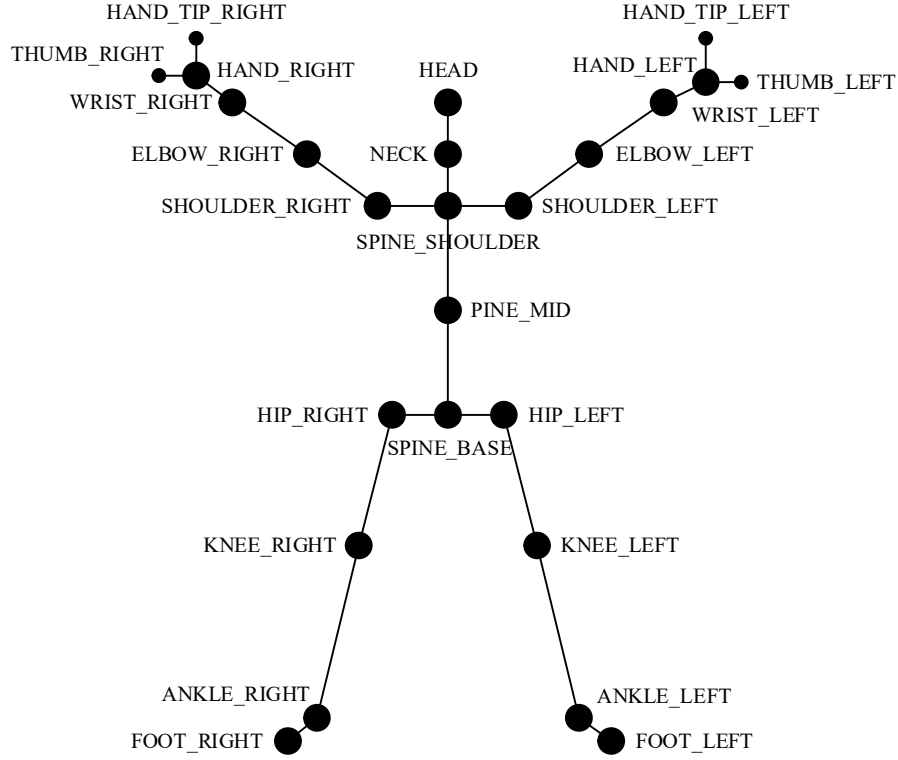 HAND_TIP_RIGHT
HAND_TIP_LEFT
THUMB_RIGHT
HAND_RIGHT
HEAD
HAND_LEFT
THUMB_LEFT
WRIST_RIGHT
WRIST_LEFT
ELBOW_RIGHT
NECK
ELBOW_LEFT
SHOULDER_RIGHT
SHOULDER_LEFT
SPINE_SHOULDER
PINE_MID
HIP_RIGHT
HIP_LEFT
SPINE_BASE
KNEE_RIGHT
KNEE_LEFT
ANKLE_RIGHT
ANKLE_LEFT
FOOT_RIGHT
FOOT_LEFT